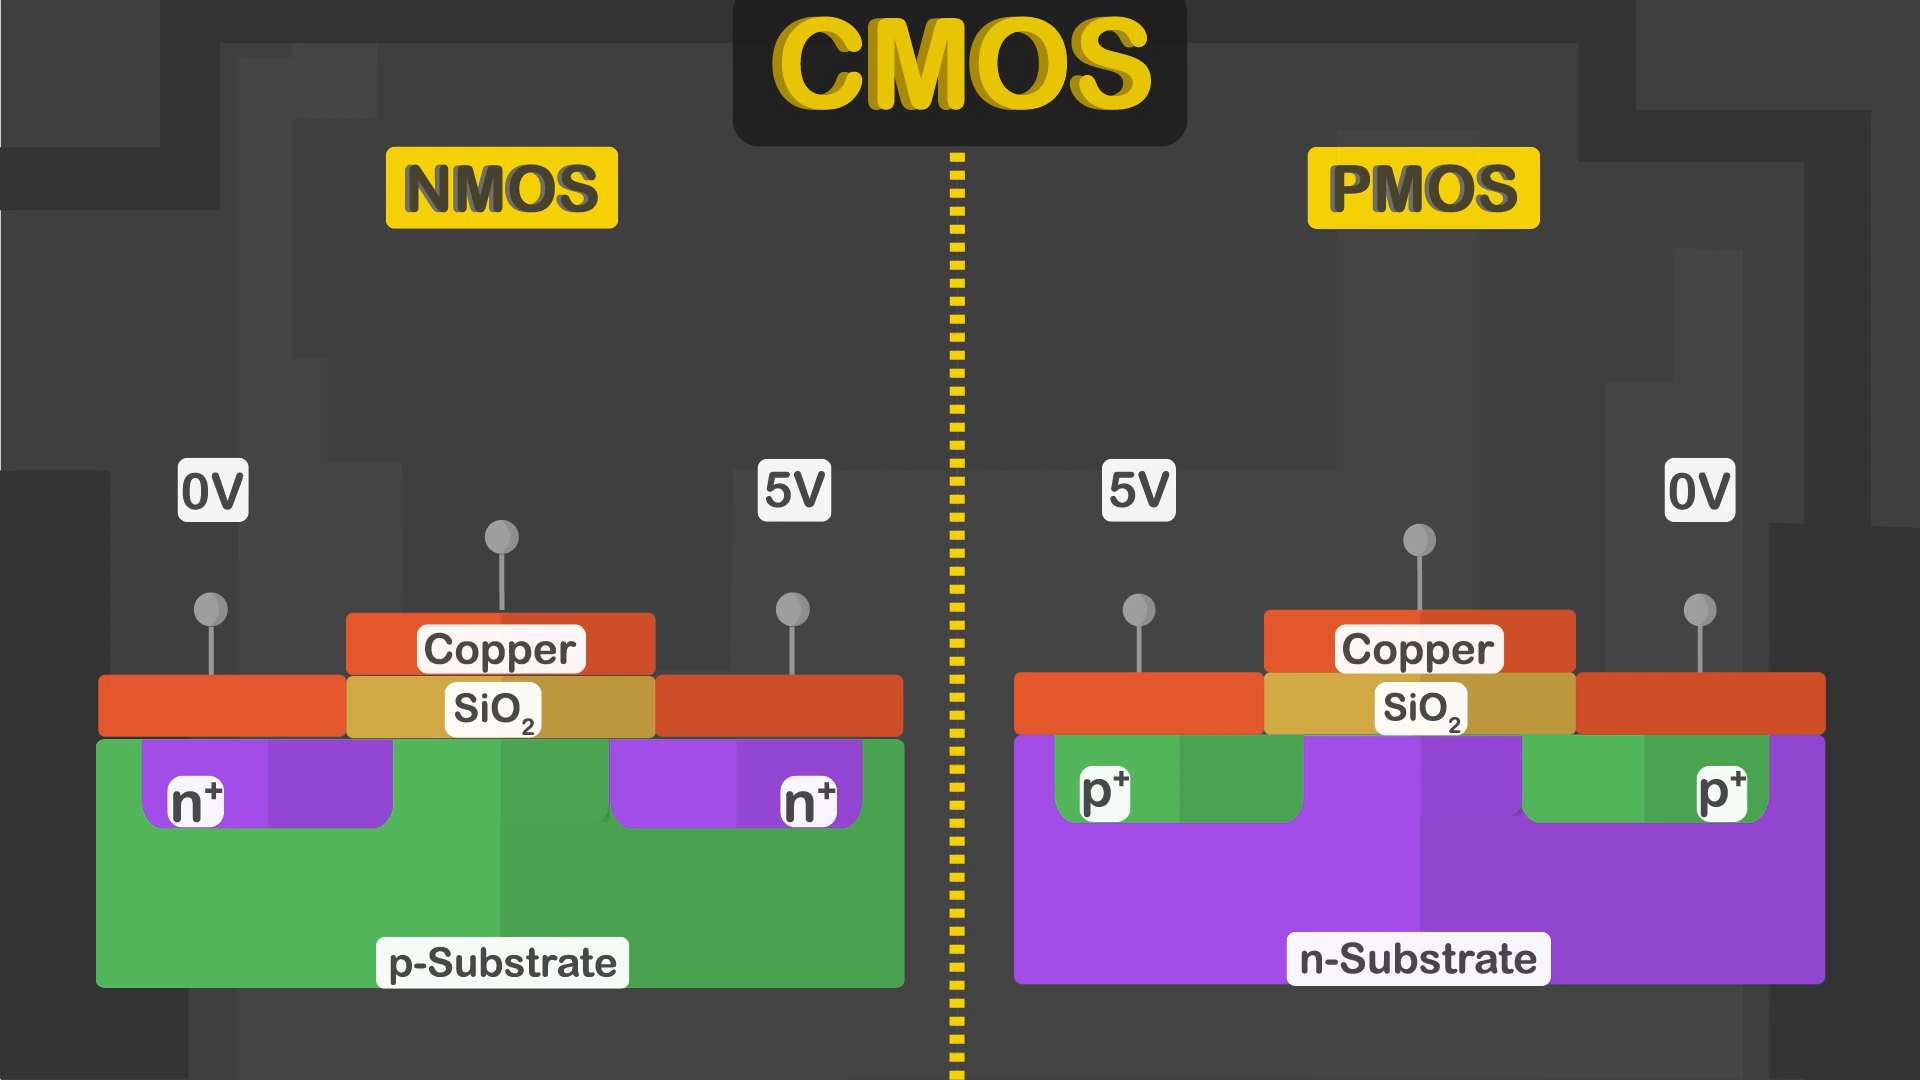 CMOS
NMOS
PMOS
0V
5V
5V
0V
Copper
SiO₂
n⁺
n⁺
p-Substrate
Copper
SiO₂
p⁺
p⁺
n-Substrate